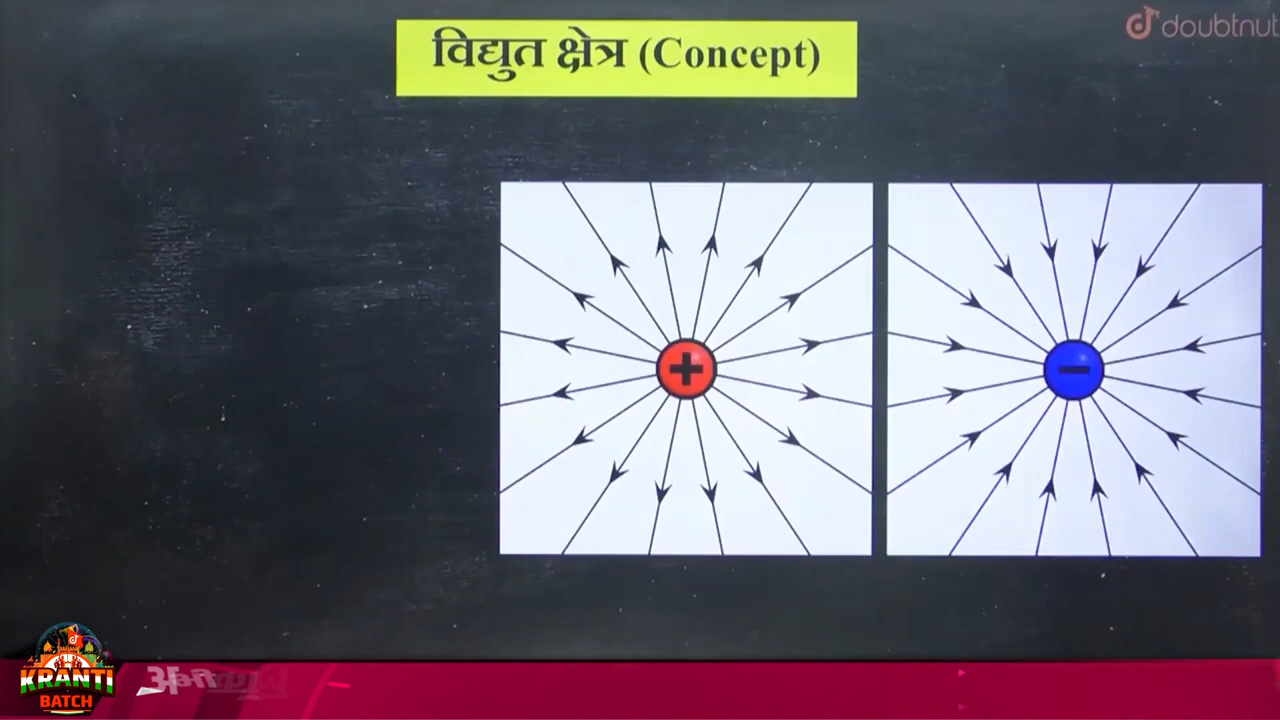 विद्युत क्षेत्र (Concept)
doubtnut
+
−
KRANTI
BATCH